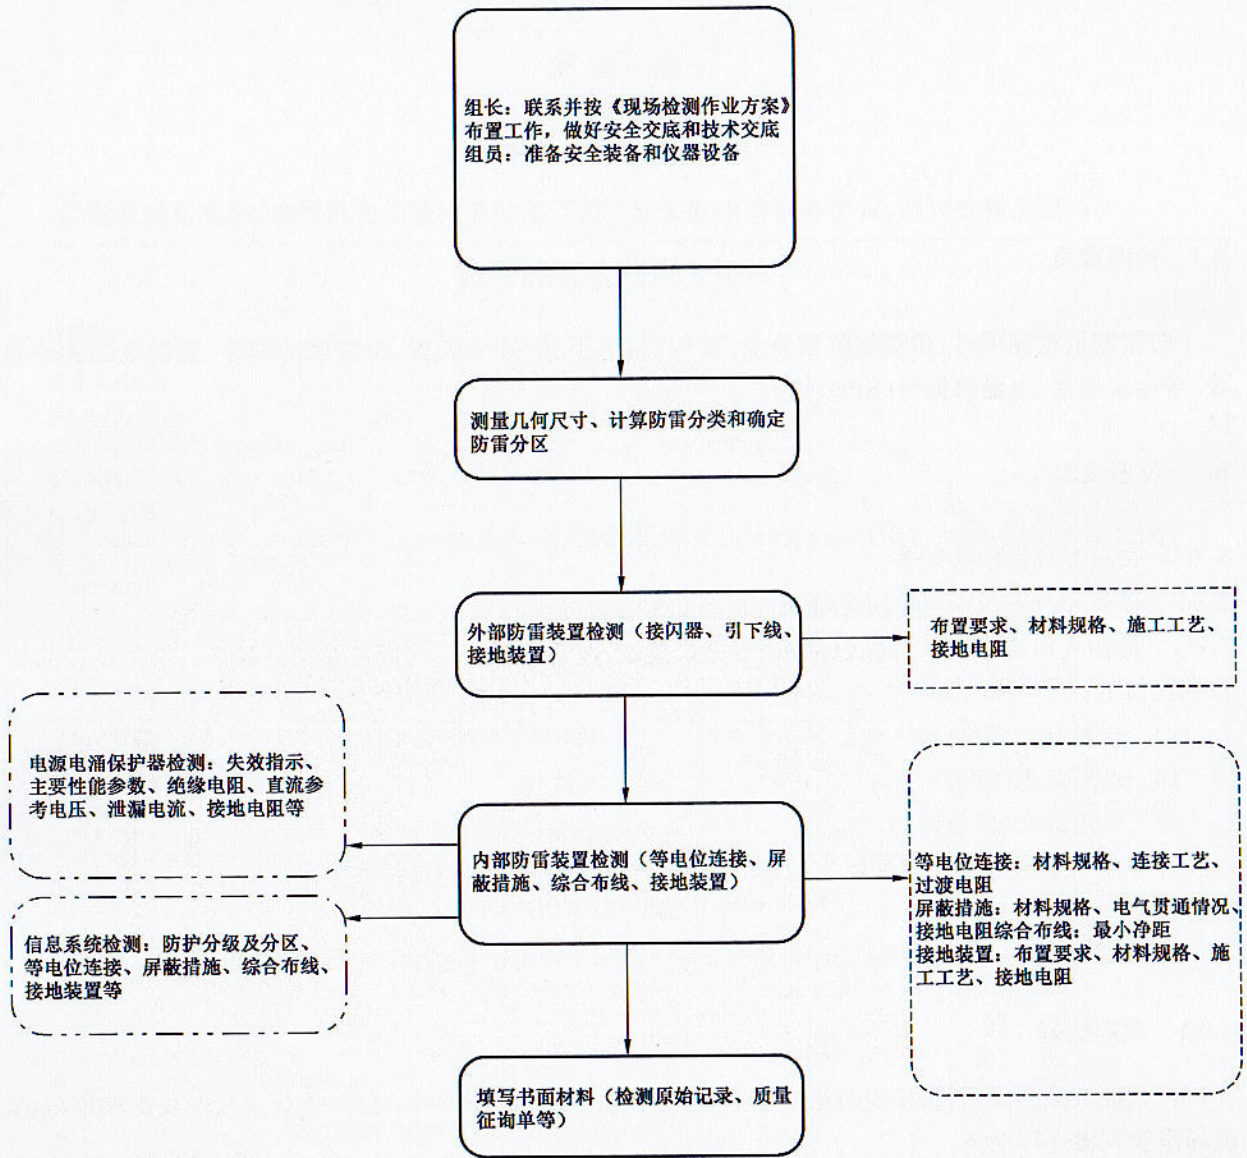 组长：联系并按《现场检测作业方案》
布置工作，做好安全交底和技术交底
组员：准备安全装备和仪器设备
测量几何尺寸、计算防雷分类和确定
防雷分区
外部防雷装置检测（接闪器、引下线、
接地装置）
布置要求、材料规格、施工工艺、
接地电阻
电源电涌保护器检测：失效指示、
主要性能参数、绝缘电阻、直流参
考电压、泄漏电流、接地电阻等
内部防雷装置检测（等电位连接、屏
蔽措施、综合布线、接地装置）
等电位连接：材料规格、连接工艺、
过渡电阻
屏蔽措施：材料规格、电气贯通情况、
接地电阻综合布线：最小净距
接地装置：布置要求、材料规格、施
工工艺、接地电阻
信息系统检测：防护分级及分区、
等电位连接、屏蔽措施、综合布线、
接地装置等
填写书面材料（检测原始记录、质量
征询单等）